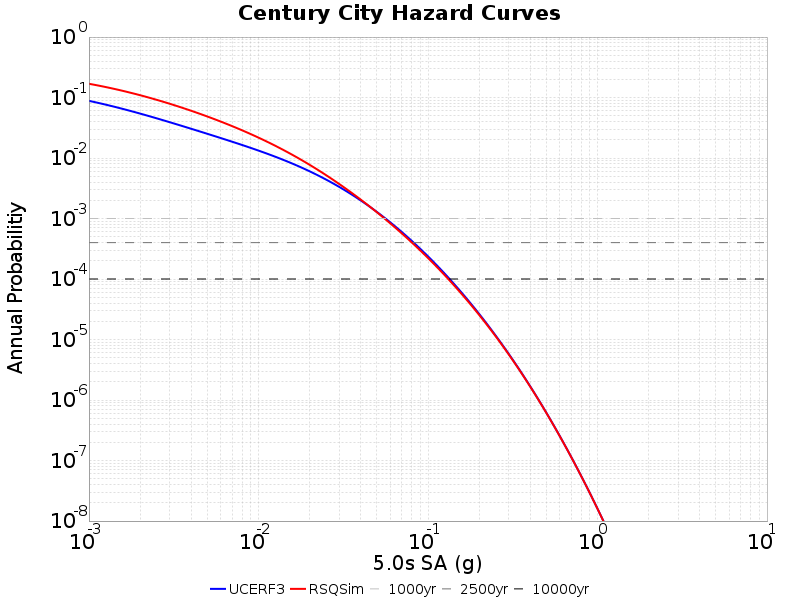 Century City Hazard Curves
10^0
10^-1
10^-2
10^-3
10^-4
10^-5
10^-6
10^-7
10^-8
Annual Probabilitiy
10^-3 10^-2 10^-1 10^0 10^1
5.0s SA (g)
UCERF3 RSQSim 1000yr 2500yr 10000yr